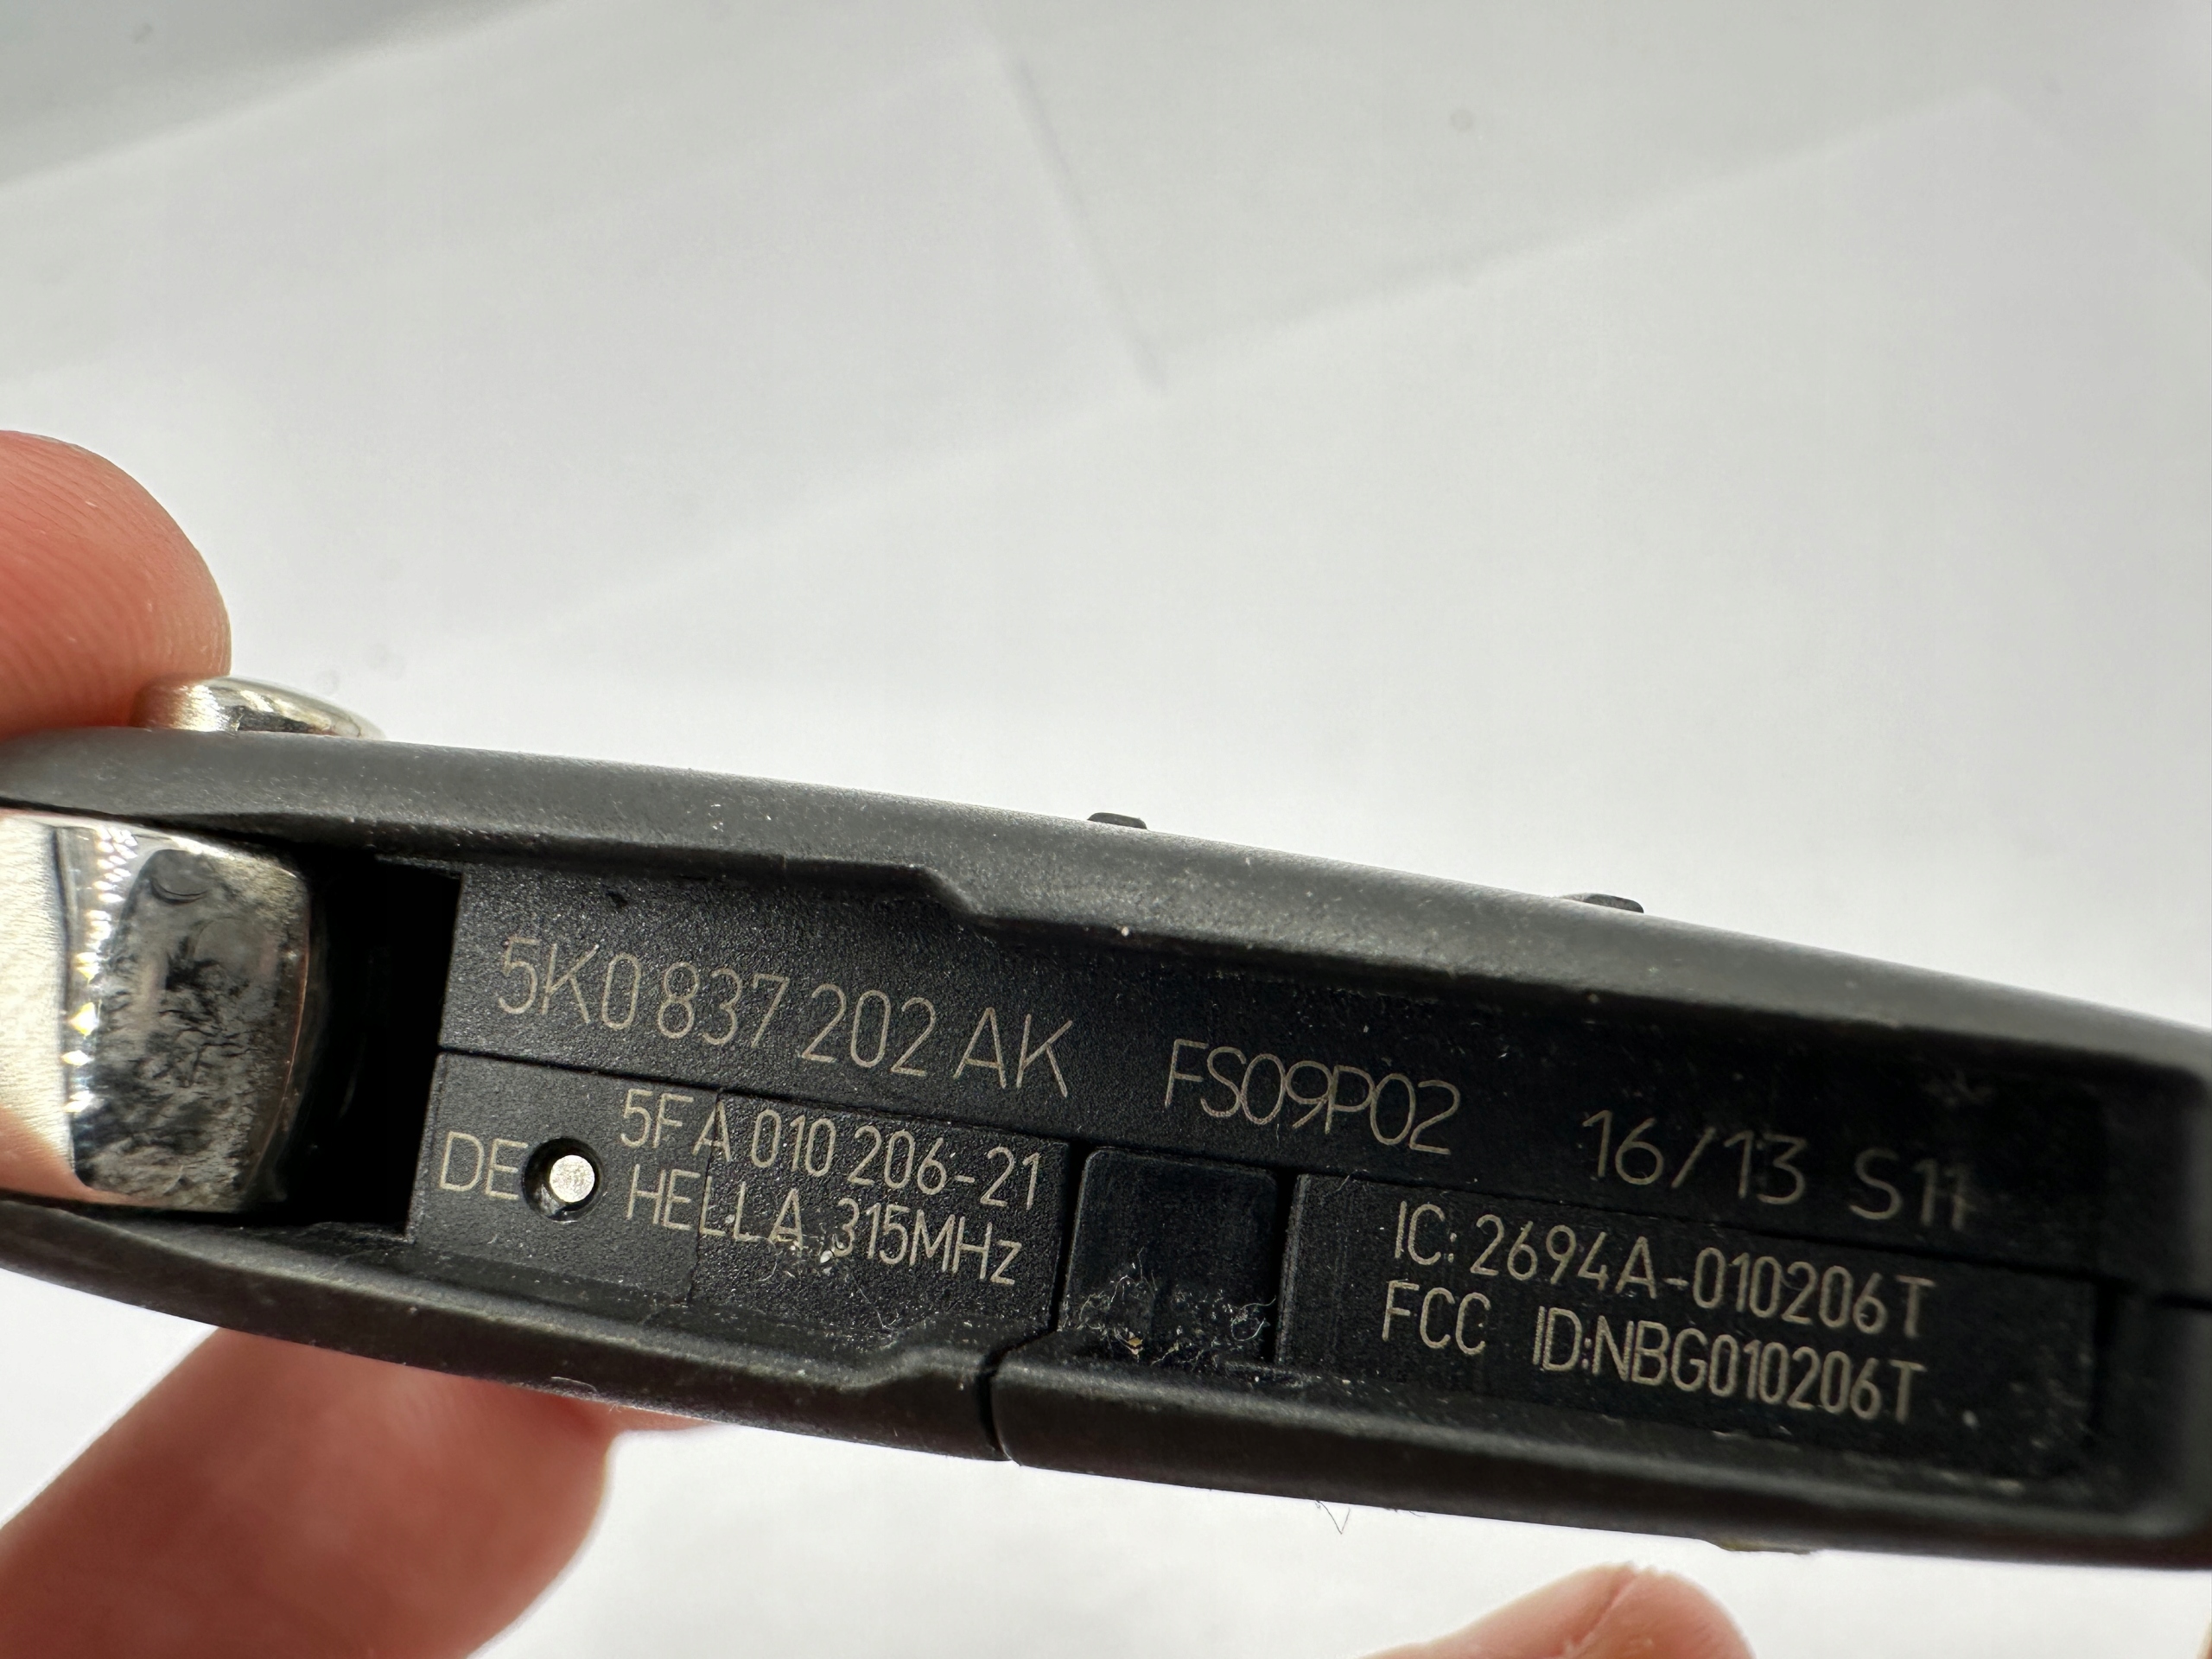 5K0 837 202 AK FS09P02 16/13 S11
5FA 010 206-21
DE HELLA 315MHz
IC: 2694A-010206T
FCC ID:NBG010206T